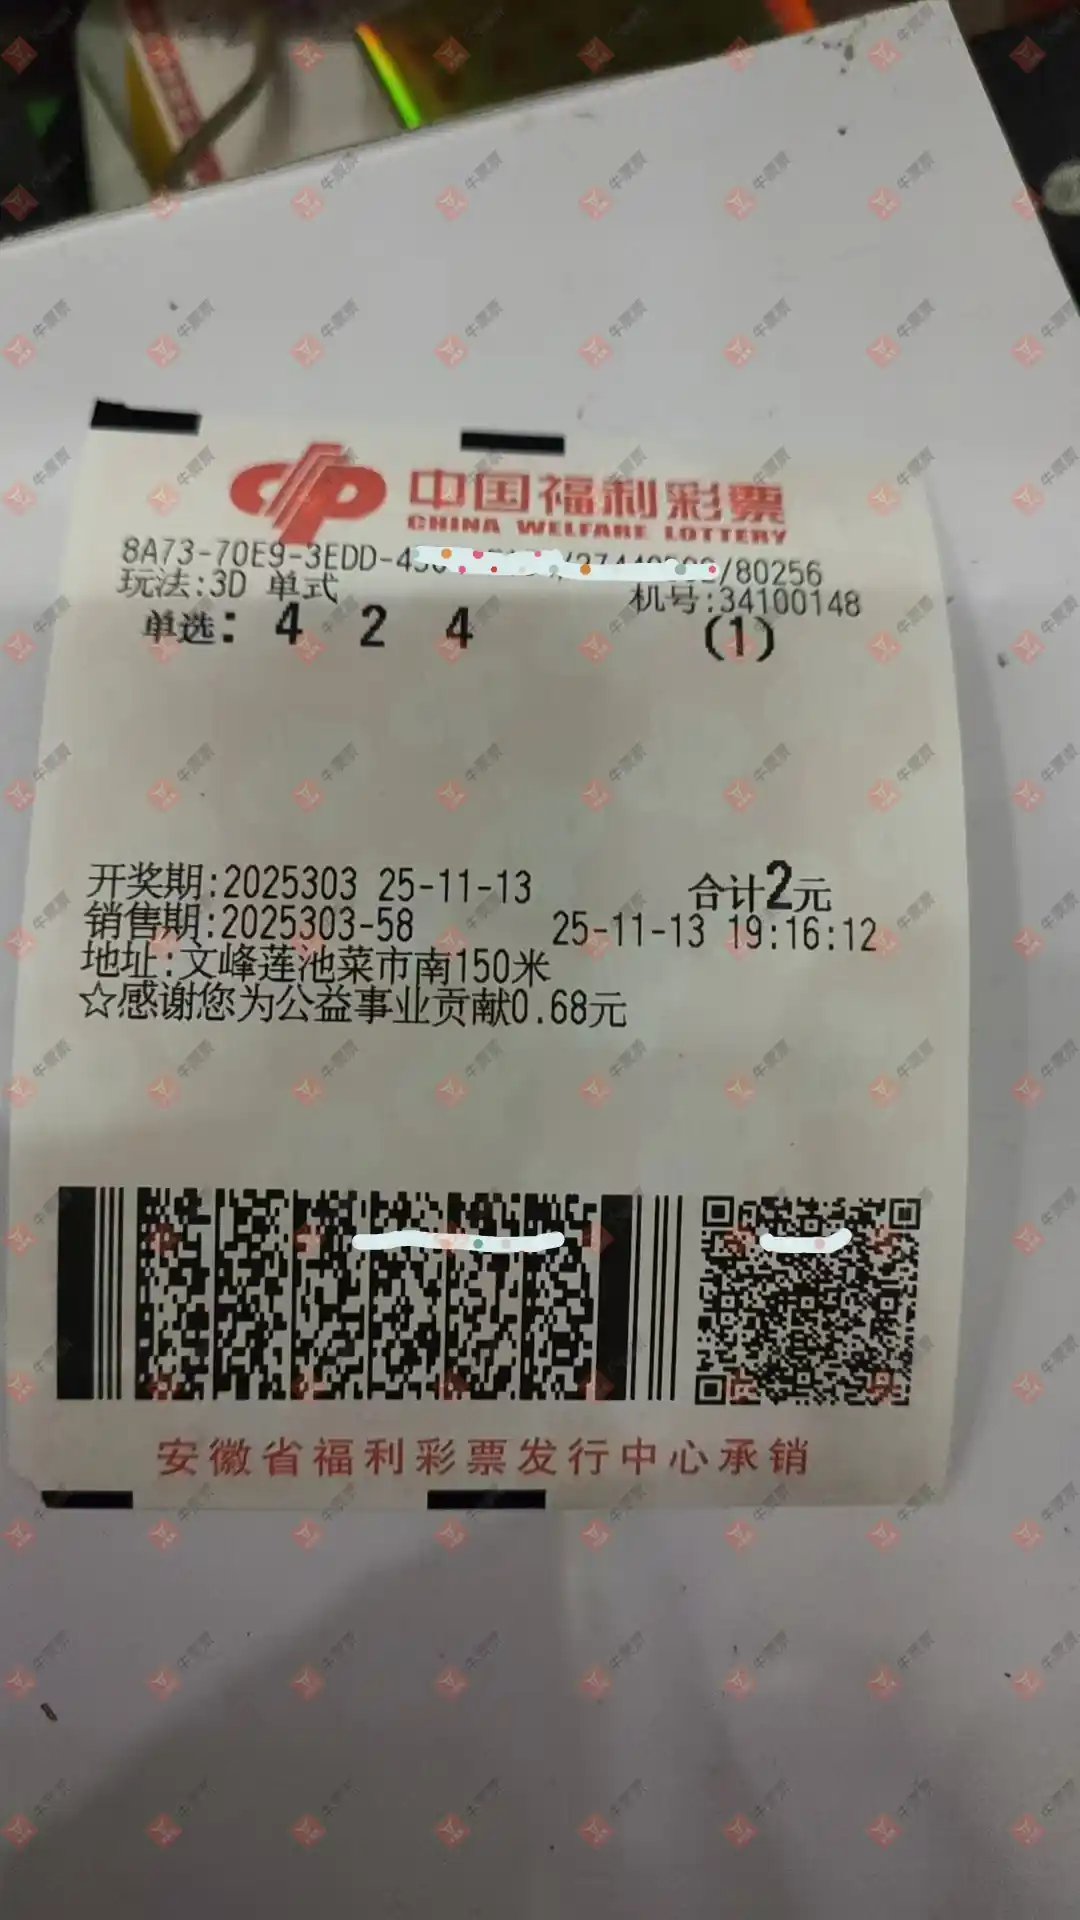 中国福利彩票
CHINA WELFARE LOTTERY
8A73-70E9-3EDD-4 /80256
玩法:3D 单式
机号:34100148
单选: 4 2 4 (1)
开奖期:2025303 25-11-13 合计2元
销售期:2025303-58 25-11-13 19:16:12
地址:文峰莲池菜市南150米
☆感谢您为公益事业贡献0.68元
安徽省福利彩票发行中心承销